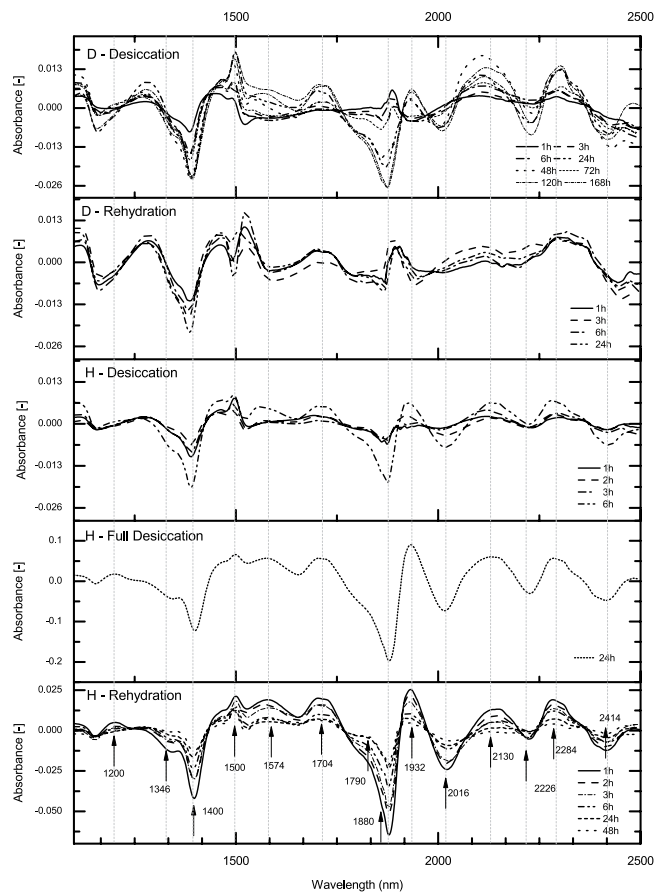 1500 2000 2500
D - Desiccation
0.013
0.000
-0.013
-0.026
Absorbance [-]
1h 3h
6h 24h
48h 72h
120h 168h
D - Rehydration
0.013
0.000
-0.013
-0.026
Absorbance [-]
1h
3h
6h
24h
H - Desiccation
0.013
0.000
-0.013
-0.026
Absorbance [-]
1h
2h
3h
6h
H - Full Desiccation
0.1
0.0
-0.1
-0.2
Absorbance [-]
24h
H - Rehydration
0.025
0.000
-0.025
-0.050
Absorbance [-]
1200
1346
1400
1500
1574
1704
1790
1880
1932
2016
2130
2226
2284
2414
1h
2h
3h
6h
24h
48h
1500 2000 2500
Wavelength (nm)